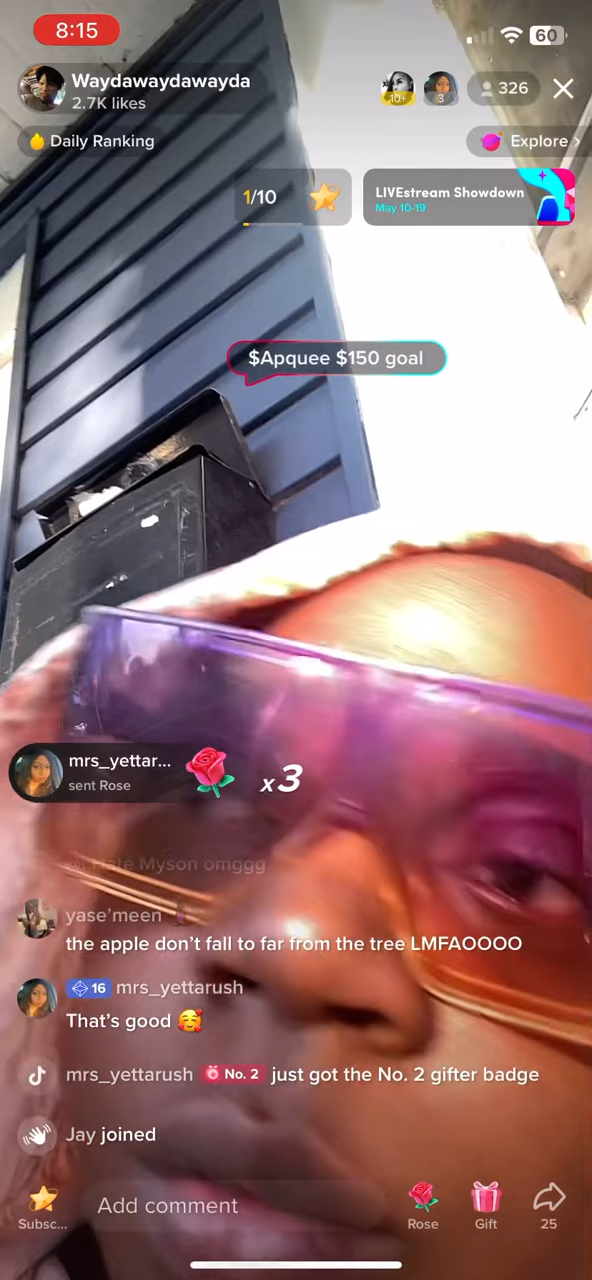 8:15
60
Waydawaydawayda
2.7K likes
10+
3
326
Daily Ranking
Explore
1/10
LIVEstream Showdown
May 10-19
$Apquee $150 goal
mrs_yettar...
sent Rose
x3
Hate Myson omggg
yase'meen
the apple don't fall to far from the tree LMFAOOOO
16 mrs_yettarush
That's good 🥰
mrs_yettarush No. 2 just got the No. 2 gifter badge
Jay joined
Subsc...
Add comment
Rose
Gift
25